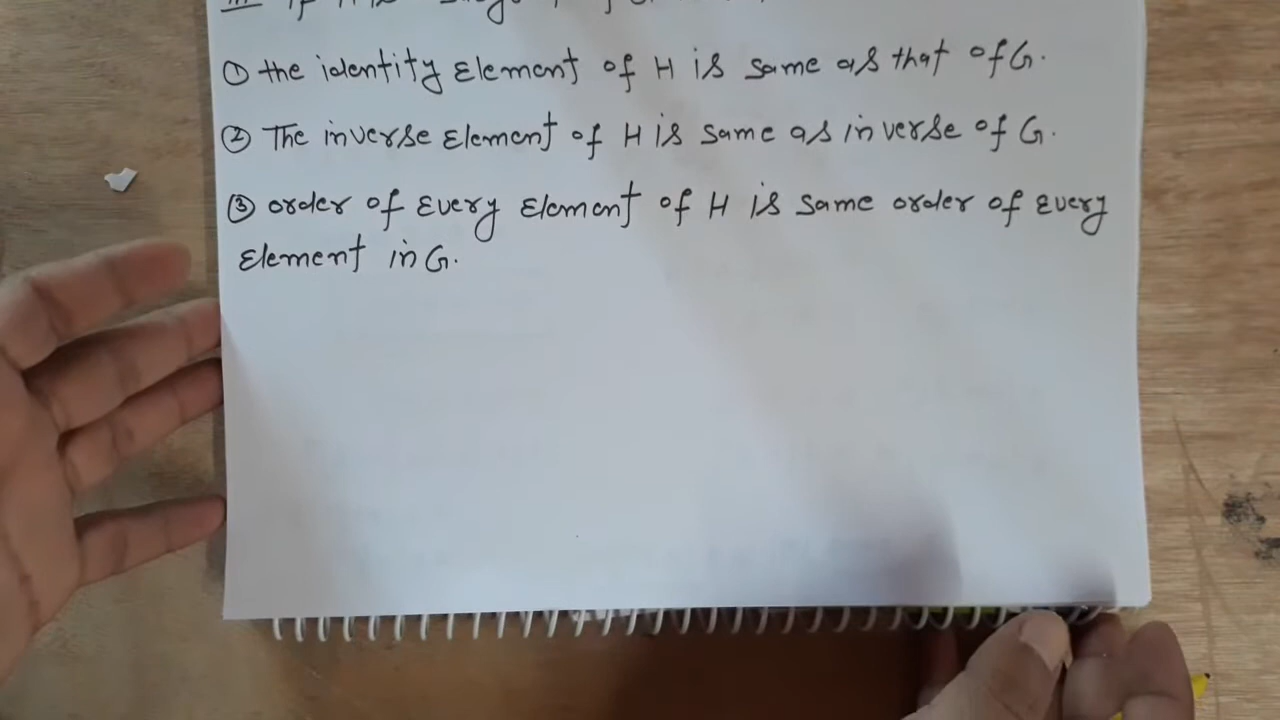 ① the identity Element of H is same as that of G.
② The inverse Element of H is same as inverse of G.
③ order of Every Element of H is same order of Every
Element in G.